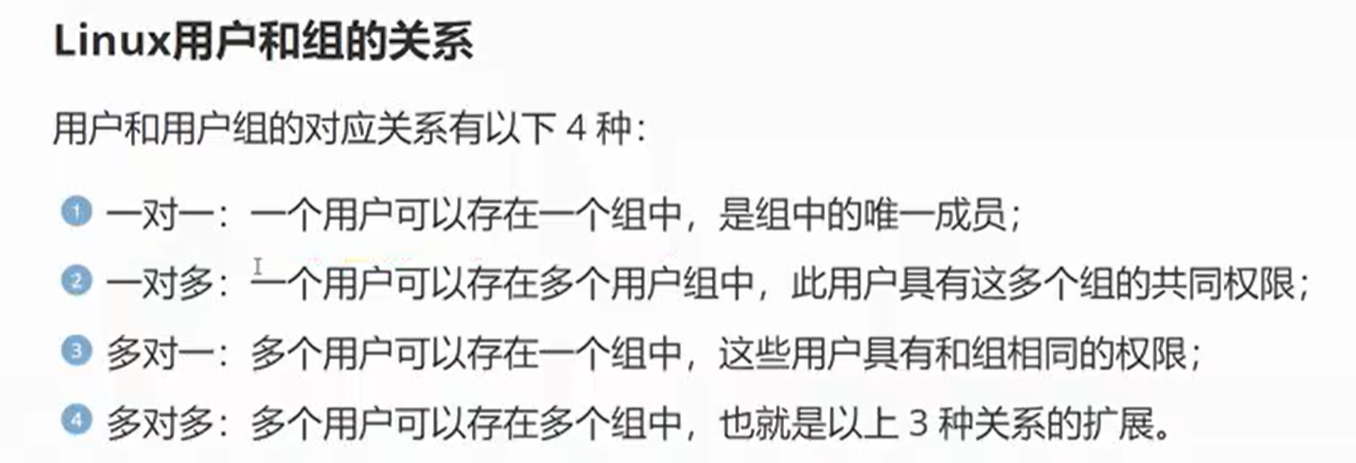 Linux用户和组的关系
用户和用户组的对应关系有以下 4 种：
1 一对一：一个用户可以存在一个组中，是组中的唯一成员；
2 一对多：一个用户可以存在多个用户组中，此用户具有这多个组的共同权限；
3 多对一：多个用户可以存在一个组中，这些用户具有和组相同的权限；
4 多对多：多个用户可以存在多个组中，也就是以上 3 种关系的扩展。